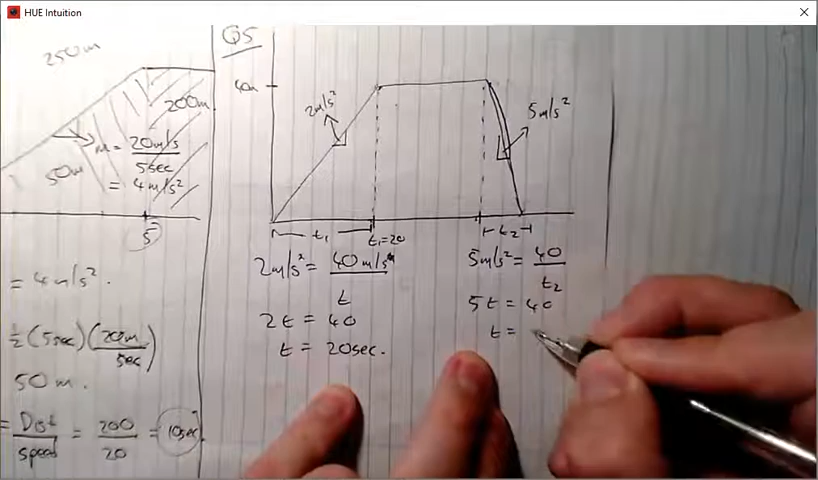 HUE Intuition
250m
200m
50m
m = 20m/s
5sec
= 4m/s²
5
= 4m/s².
½(5sec)(20m
sec)
50m.
= Dist = 200 = 10sec
speed 20
Q5
40m
2m/s²
5m/s²
t₁
t₁=20
t₂
2m/s² = 40m/s
t
2t = 40
t = 20sec.
5m/s² = 40
t₂
5t = 40
t =